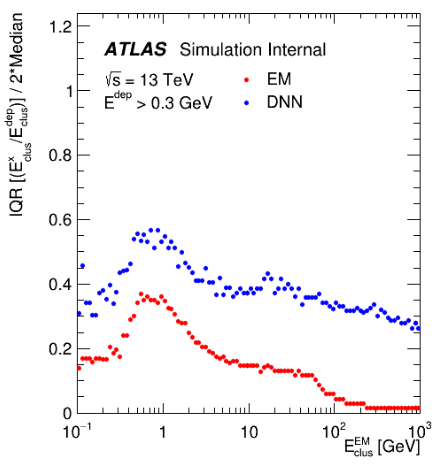 IQR [(E^x_clus/E^dep_clus)] / 2*Median
ATLAS Simulation Internal
√s = 13 TeV
E^dep > 0.3 GeV
EM
DNN
1.2
1
0.8
0.6
0.4
0.2
0
10^−1 1 10 10^2 10^3
E^EM_clus [GeV]